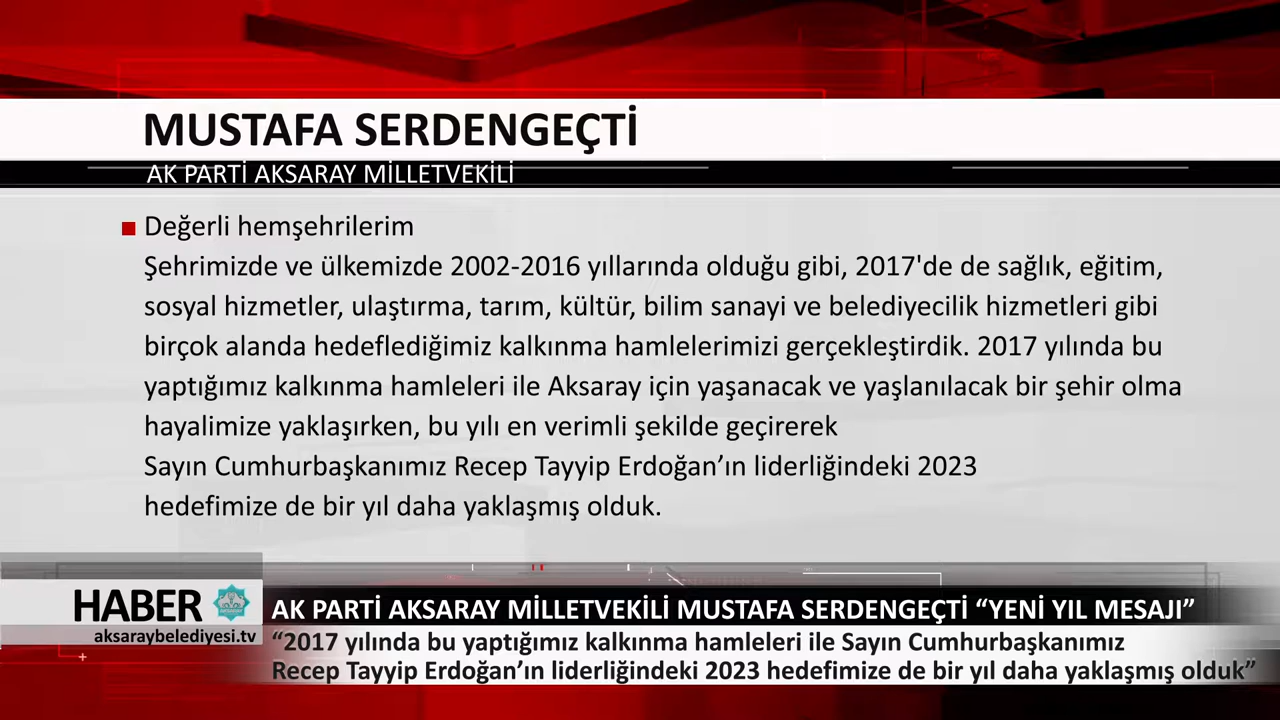 MUSTAFA SERDENGEÇTİ
AK PARTİ AKSARAY MİLLETVEKİLİ
Değerli hemşehrilerim
Şehrimizde ve ülkemizde 2002-2016 yıllarında olduğu gibi, 2017'de de sağlık, eğitim,
sosyal hizmetler, ulaştırma, tarım, kültür, bilim sanayi ve belediyecilik hizmetleri gibi
birçok alanda hedeflediğimiz kalkınma hamlelerimizi gerçekleştirdik. 2017 yılında bu
yaptığımız kalkınma hamleleri ile Aksaray için yaşanacak ve yaşlanılacak bir şehir olma
hayalimize yaklaşırken, bu yılı en verimli şekilde geçirerek
Sayın Cumhurbaşkanımız Recep Tayyip Erdoğan’ın liderliğindeki 2023
hedefimize de bir yıl daha yaklaşmış olduk.
HABER
aksaraybelediyesi.tv
AK PARTİ AKSARAY MİLLETVEKİLİ MUSTAFA SERDENGEÇTİ “YENİ YIL MESAJI”
“2017 yılında bu yaptığımız kalkınma hamleleri ile Sayın Cumhurbaşkanımız
Recep Tayyip Erdoğan’ın liderliğindeki 2023 hedefimize de bir yıl daha yaklaşmış olduk”